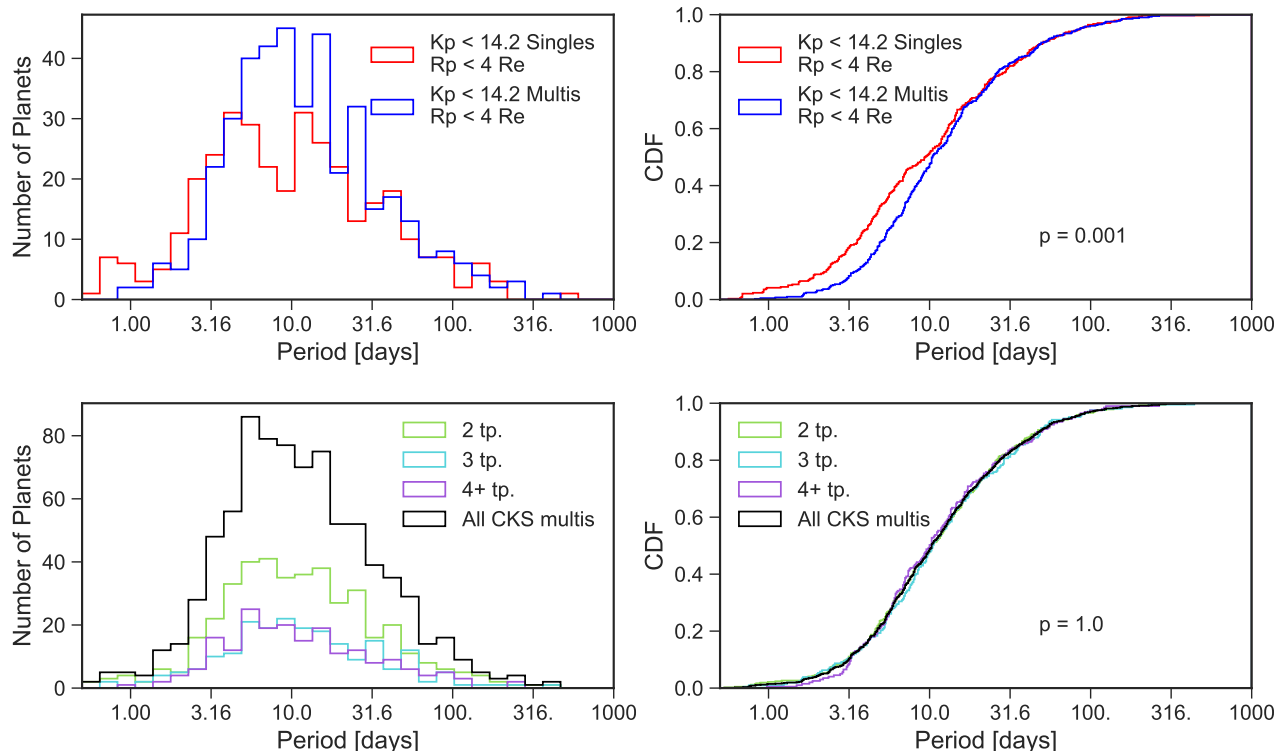 40
30
20
10
0
Number of Planets
Kp < 14.2 Singles
Rp < 4 Re
Kp < 14.2 Multis
Rp < 4 Re
1.00 3.16 10.0 31.6 100. 316. 1000
Period [days]
1.0
0.8
0.6
0.4
0.2
0.0
CDF
Kp < 14.2 Singles
Rp < 4 Re
Kp < 14.2 Multis
Rp < 4 Re
p = 0.001
1.00 3.16 10.0 31.6 100. 316. 1000
Period [days]
80
60
40
20
0
Number of Planets
2 tp.
3 tp.
4+ tp.
All CKS multis
1.00 3.16 10.0 31.6 100. 316. 1000
Period [days]
1.0
0.8
0.6
0.4
0.2
0.0
CDF
2 tp.
3 tp.
4+ tp.
All CKS multis
p = 1.0
1.00 3.16 10.0 31.6 100. 316. 1000
Period [days]